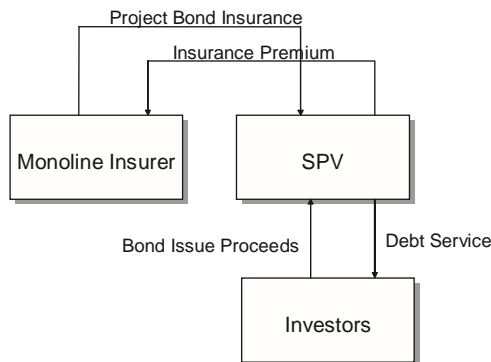 Project Bond Insurance
Insurance Premium
Monoline Insurer
SPV
Bond Issue Proceeds
Debt Service
Investors